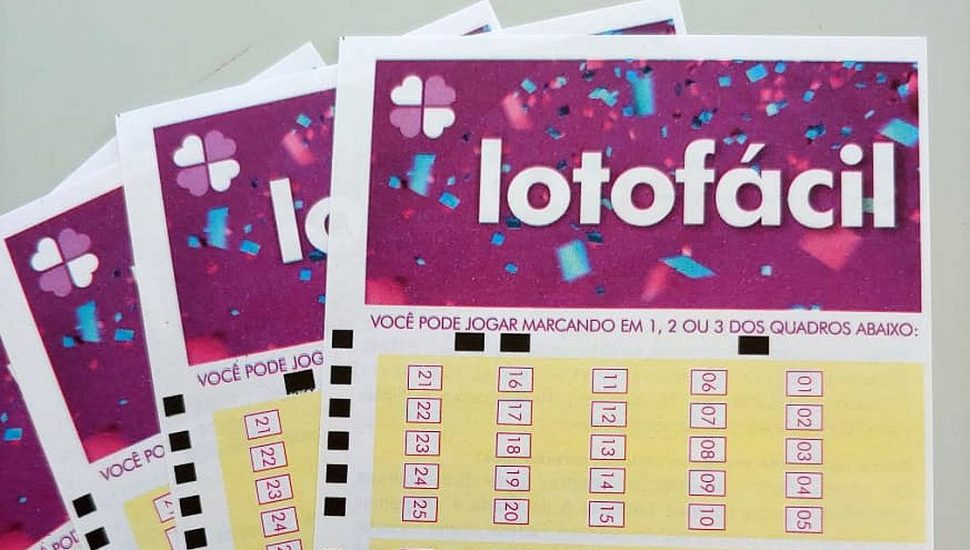 lotofácil
VOCÊ PODE JOGAR MARCANDO EM 1, 2 OU 3 DOS QUADROS ABAIXO:
21 16 11 06 01
22 17 12 07 02
23 18 13 08 03
24 19 14 09 04
25 20 15 10 05
lo
VOCÊ PODE JOG
21
22
23
24
VOCÊ PO